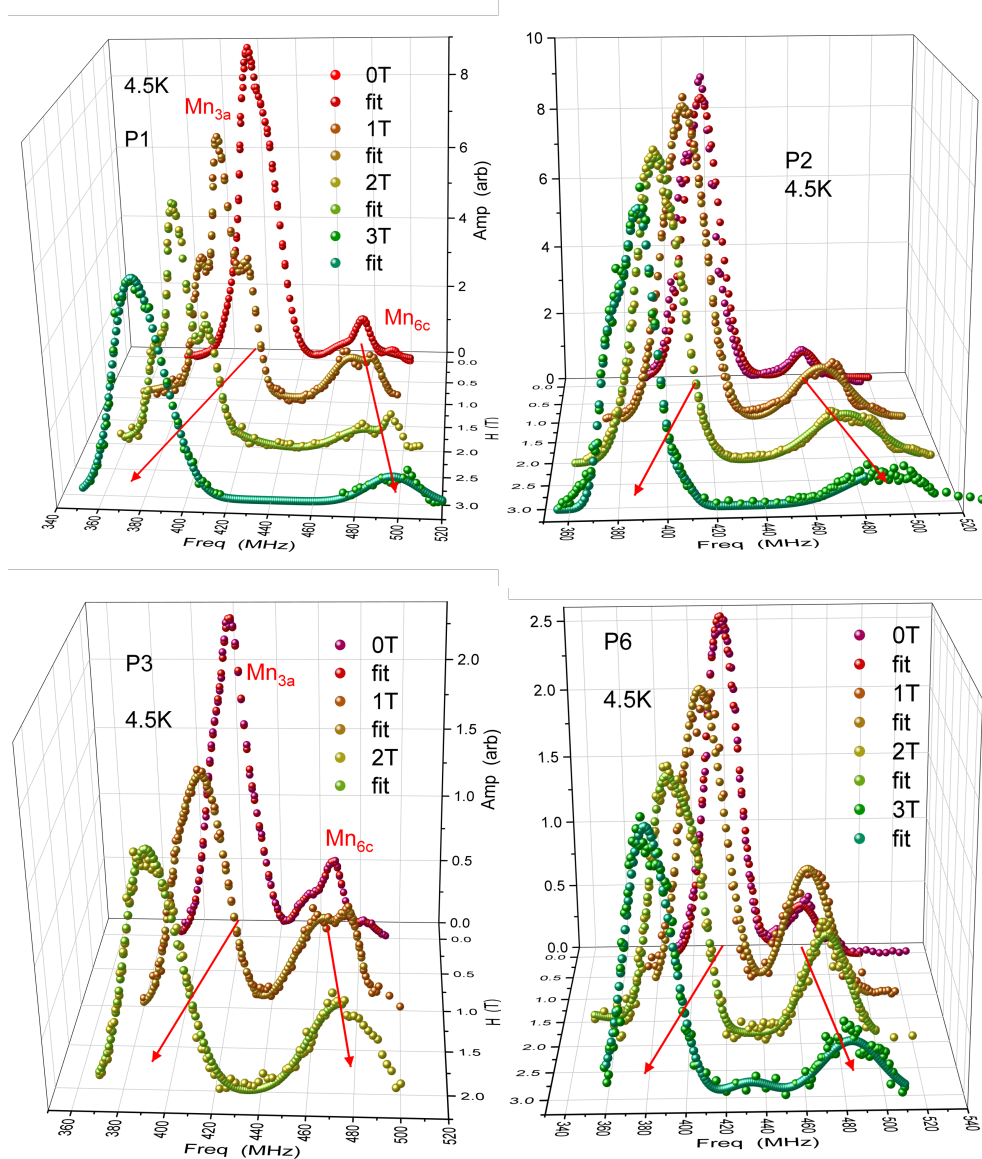 4.5K
P1
Mn3a
Mn6c
0T
fit
1T
fit
2T
fit
3T
fit
8
6
4
2
0
Amp (arb)
0.0
0.5
1.0
1.5
2.0
2.5
3.0
H (T)
340 360 380 400 420 440 460 480 500 520
Freq (MHz)
P2
4.5K
10
8
6
4
2
0
0.0
0.5
1.0
1.5
2.0
2.5
3.0
360 380 400 420 440 460 480 500 520
Freq (MHz)
P3
4.5K
Mn3a
Mn6c
0T
fit
1T
fit
2T
fit
2.0
1.5
1.0
0.5
0.0
Amp (arb)
0.0
0.5
1.0
1.5
2.0
H (T)
360 380 400 420 440 460 480 500 520
Freq (MHz)
P6
4.5K
0T
fit
1T
fit
2T
fit
3T
fit
2.5
2.0
1.5
1.0
0.5
0.0
0.0
0.5
1.0
1.5
2.0
2.5
3.0
340 360 380 400 420 440 460 480 500 520 540
Freq (MHz)